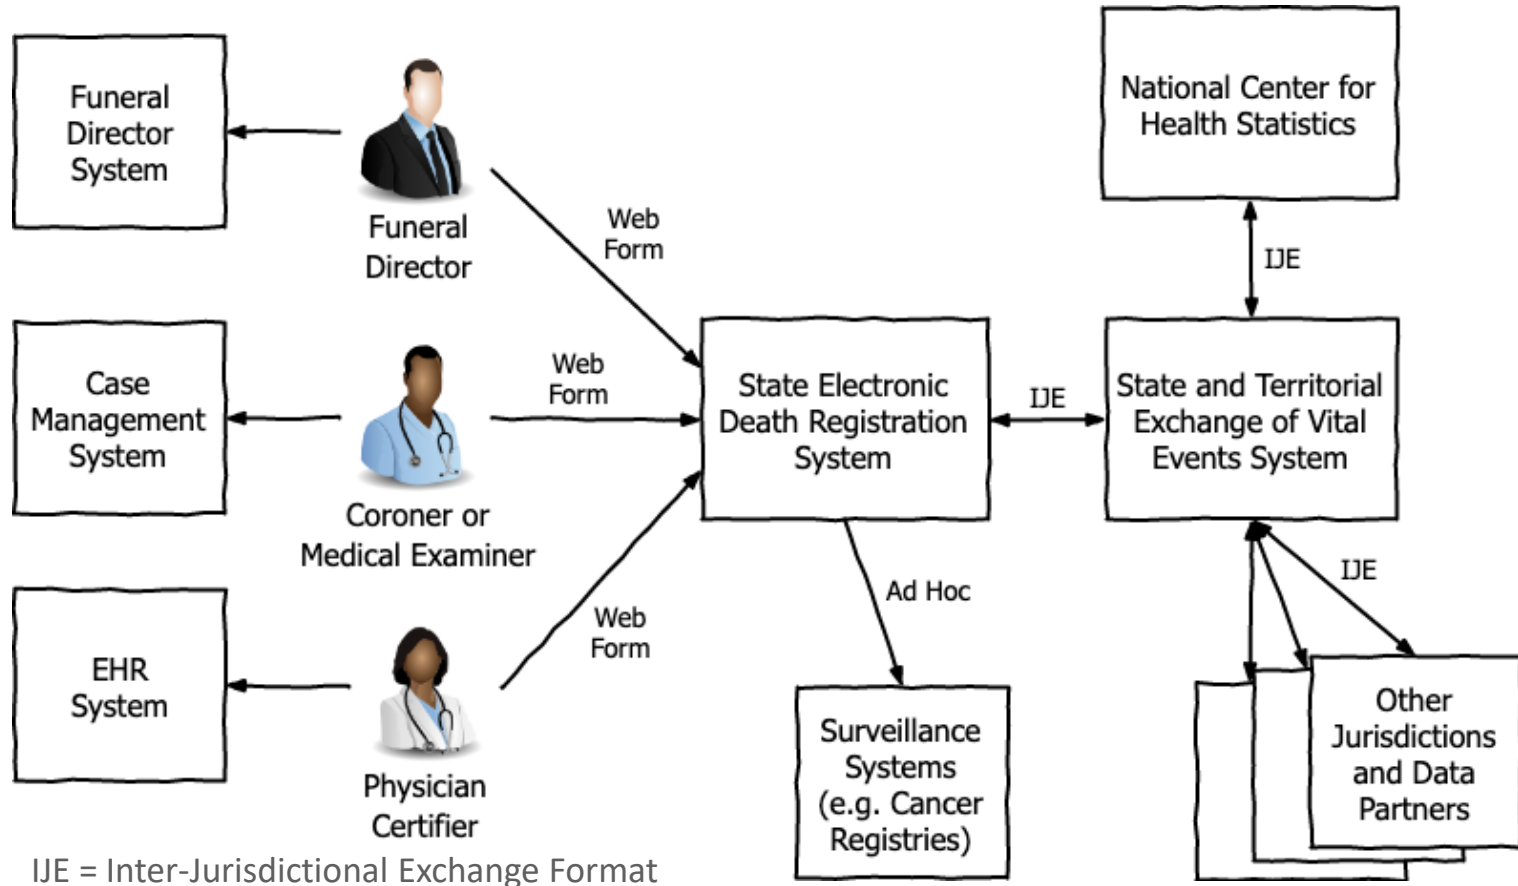 Funeral
Director
System
Funeral
Director
Web
Form
National Center for
Health Statistics
IJE
Case
Management
System
Coroner or
Medical Examiner
Web
Form
State Electronic
Death Registration
System
IJE
State and Territorial
Exchange of Vital
Events System
EHR
System
Physician
Certifier
Web
Form
Ad Hoc
Surveillance
Systems
(e.g. Cancer
Registries)
IJE
Other
Jurisdictions
and Data
Partners
IJE = Inter-Jurisdictional Exchange Format